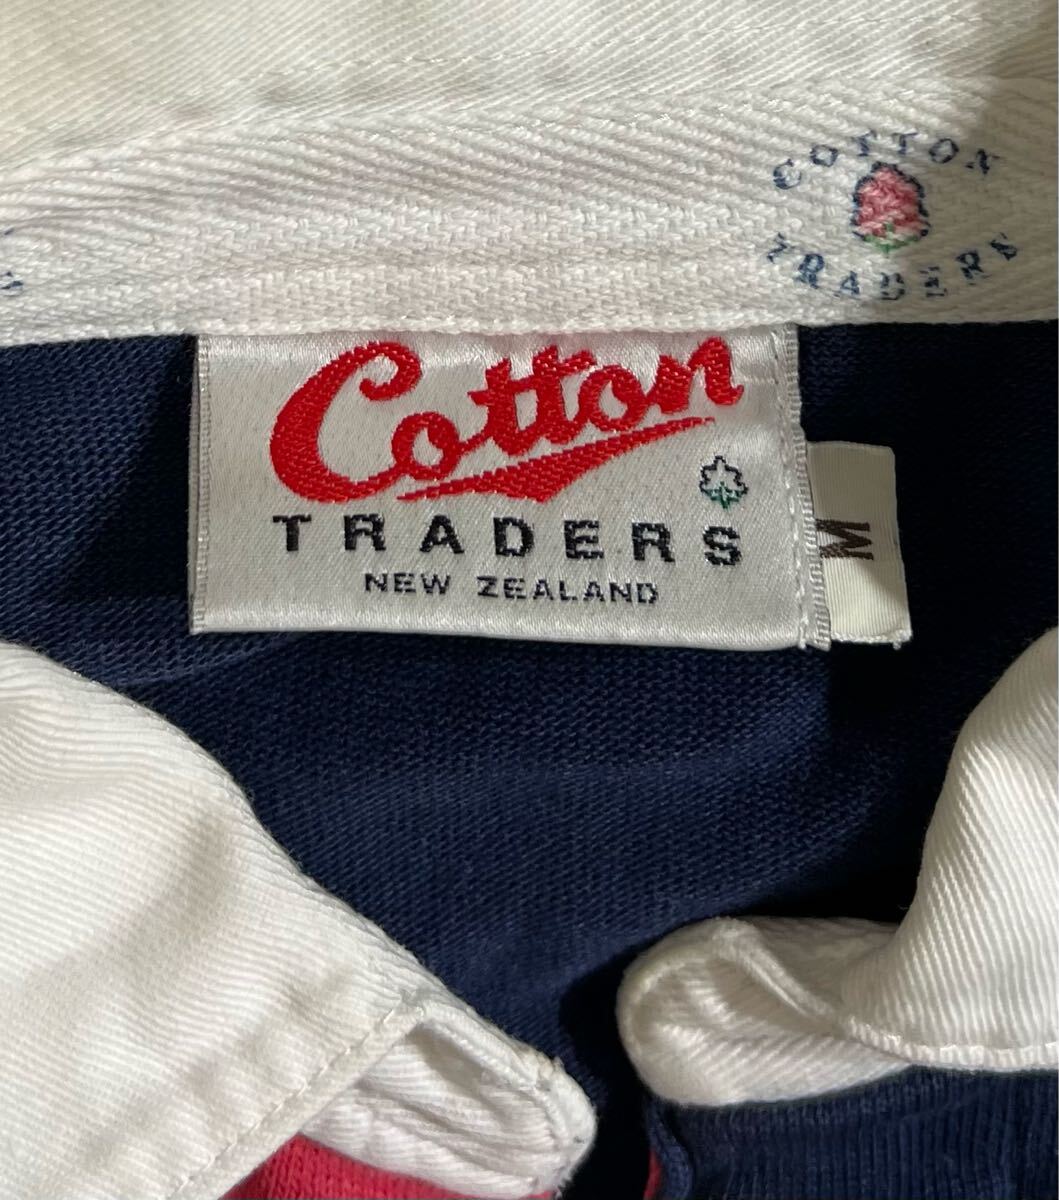 COTTON
TRADERS
Cotton
TRADERS
NEW ZEALAND
M